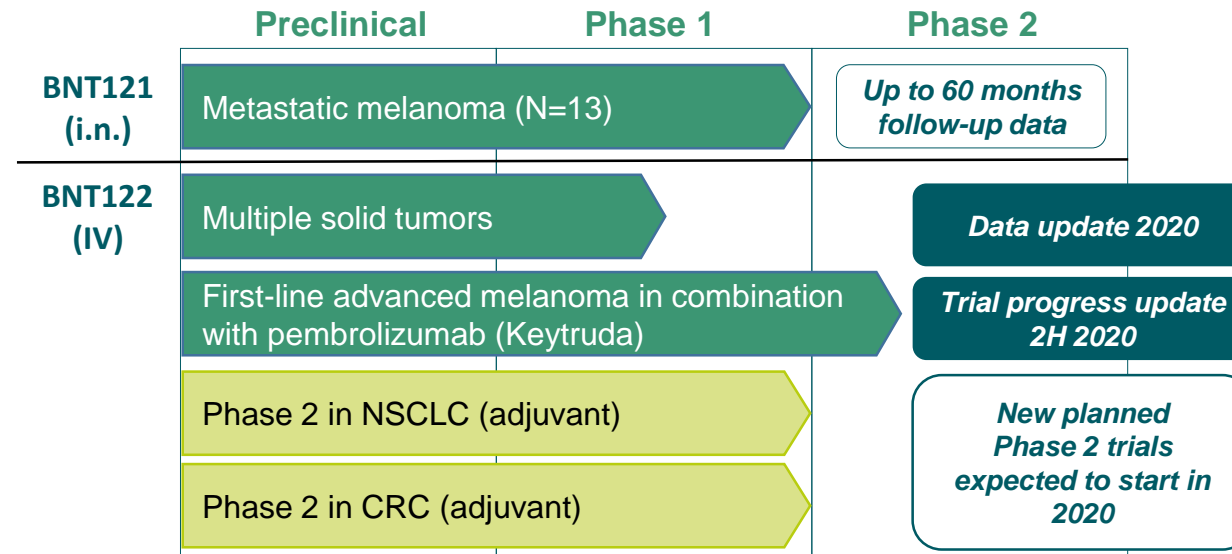 Preclinical Phase 1 Phase 2
BNT121
(i.n.)
Metastatic melanoma (N=13)
Up to 60 months
follow-up data
BNT122
(IV)
Multiple solid tumors
Data update 2020
First-line advanced melanoma in combination
with pembrolizumab (Keytruda)
Trial progress update
2H 2020
Phase 2 in NSCLC (adjuvant)
Phase 2 in CRC (adjuvant)
New planned
Phase 2 trials
expected to start in
2020